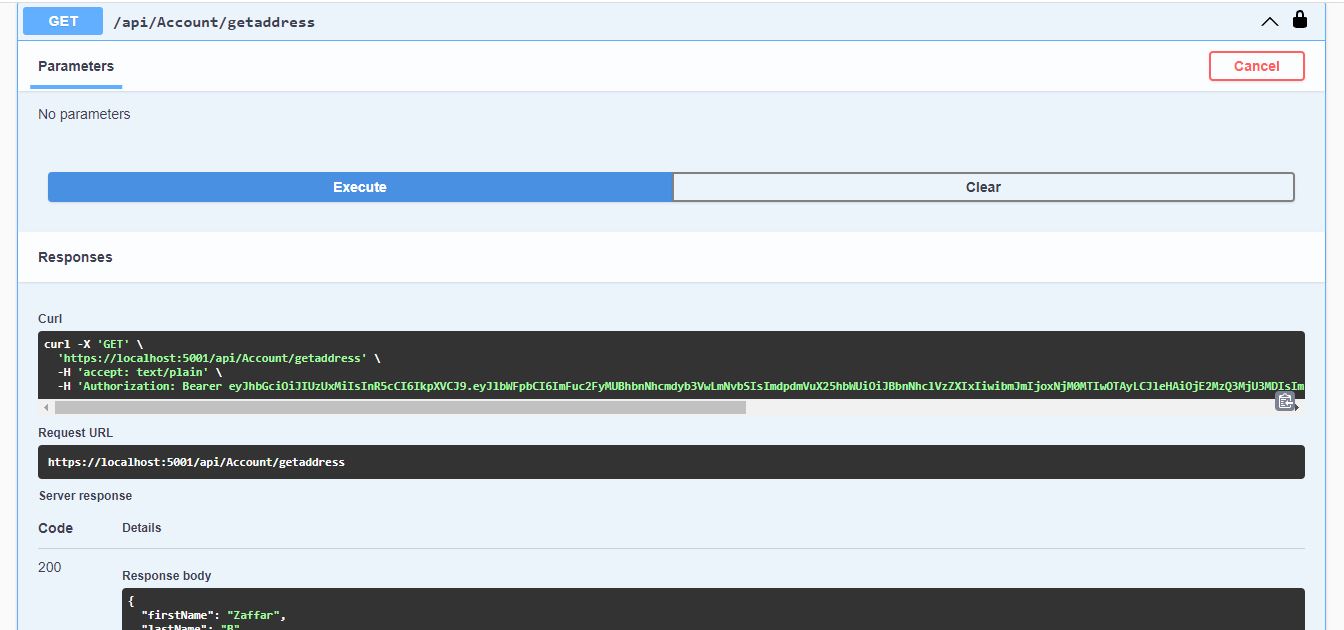 GET /api/Account/getaddress
Parameters
Cancel
No parameters
Execute
Clear
Responses
Curl
curl -X 'GET' \
'https://localhost:5001/api/Account/getaddress' \
-H 'accept: text/plain' \
-H 'Authorization: Bearer
Request URL
https://localhost:5001/api/Account/getaddress
Server response
Code Details
200
Response body
{
"firstName": "Zaffar",
"lastName": "B"